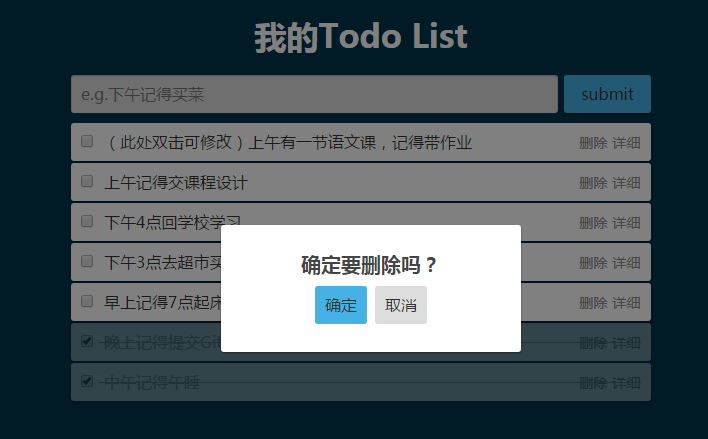 我的Todo List
e.g.下午记得买菜 submit
（此处双击可修改）上午有一节语文课，记得带作业 删除 详细
上午记得交课程设计 删除 详细
下午4点回学校学习 删除 详细
下午3点去超市买 删除 详细
早上记得7点起床 删除 详细
晚上记得提交Git 删除 详细
中午记得午睡 删除 详细
确定要删除吗？
确定 取消